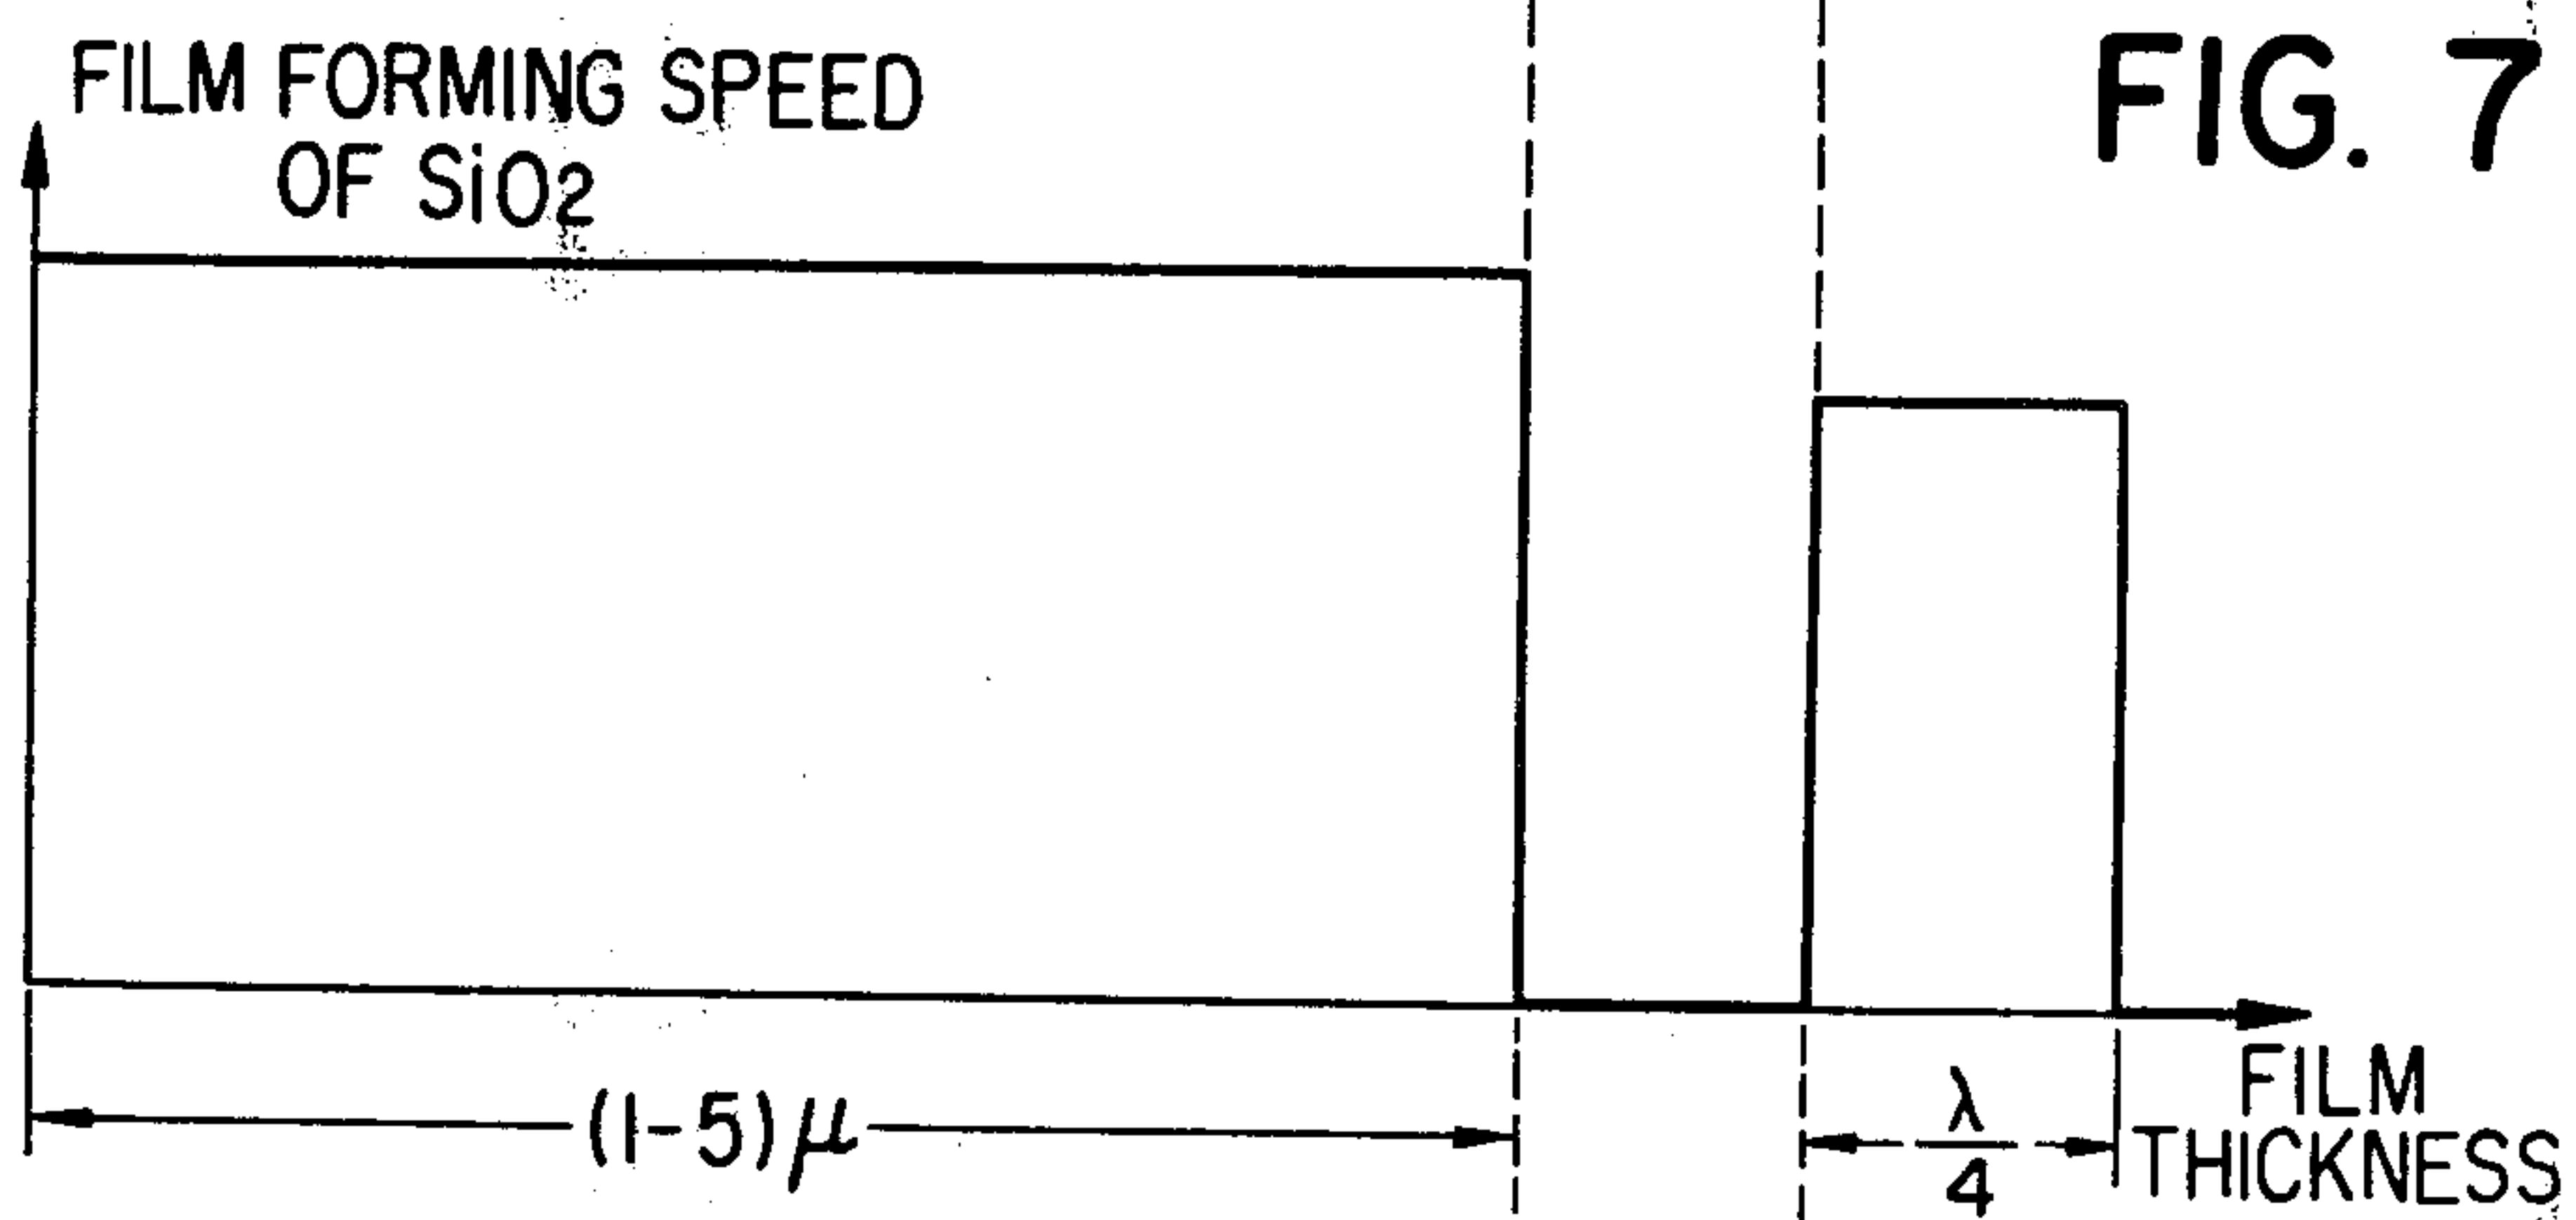 FILM FORMING SPEED
OF SiO2
FIG. 7
(1-5)μ
λ
4
FILM
THICKNESS